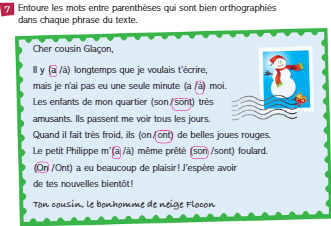 7 Entoure les mots entre parenthèses qui sont bien orthographiés
dans chaque phrase du texte.
Cher cousin Glaçon,
Il y (a /à) longtemps que je voulais t'écrire,
mais je n'ai pas eu une seule minute (a /à) moi.
Les enfants de mon quartier (son /sont) très
amusants. Ils passent me voir tous les jours.
Quand il fait très froid, ils (on /ont) de belles joues rouges.
Le petit Philippe m'(a /à) même prêté (son /sont) foulard.
(On /Ont) a eu beaucoup de plaisir! J'espère avoir
de tes nouvelles bientôt!
Ton cousin, le bonhomme de neige Flocon